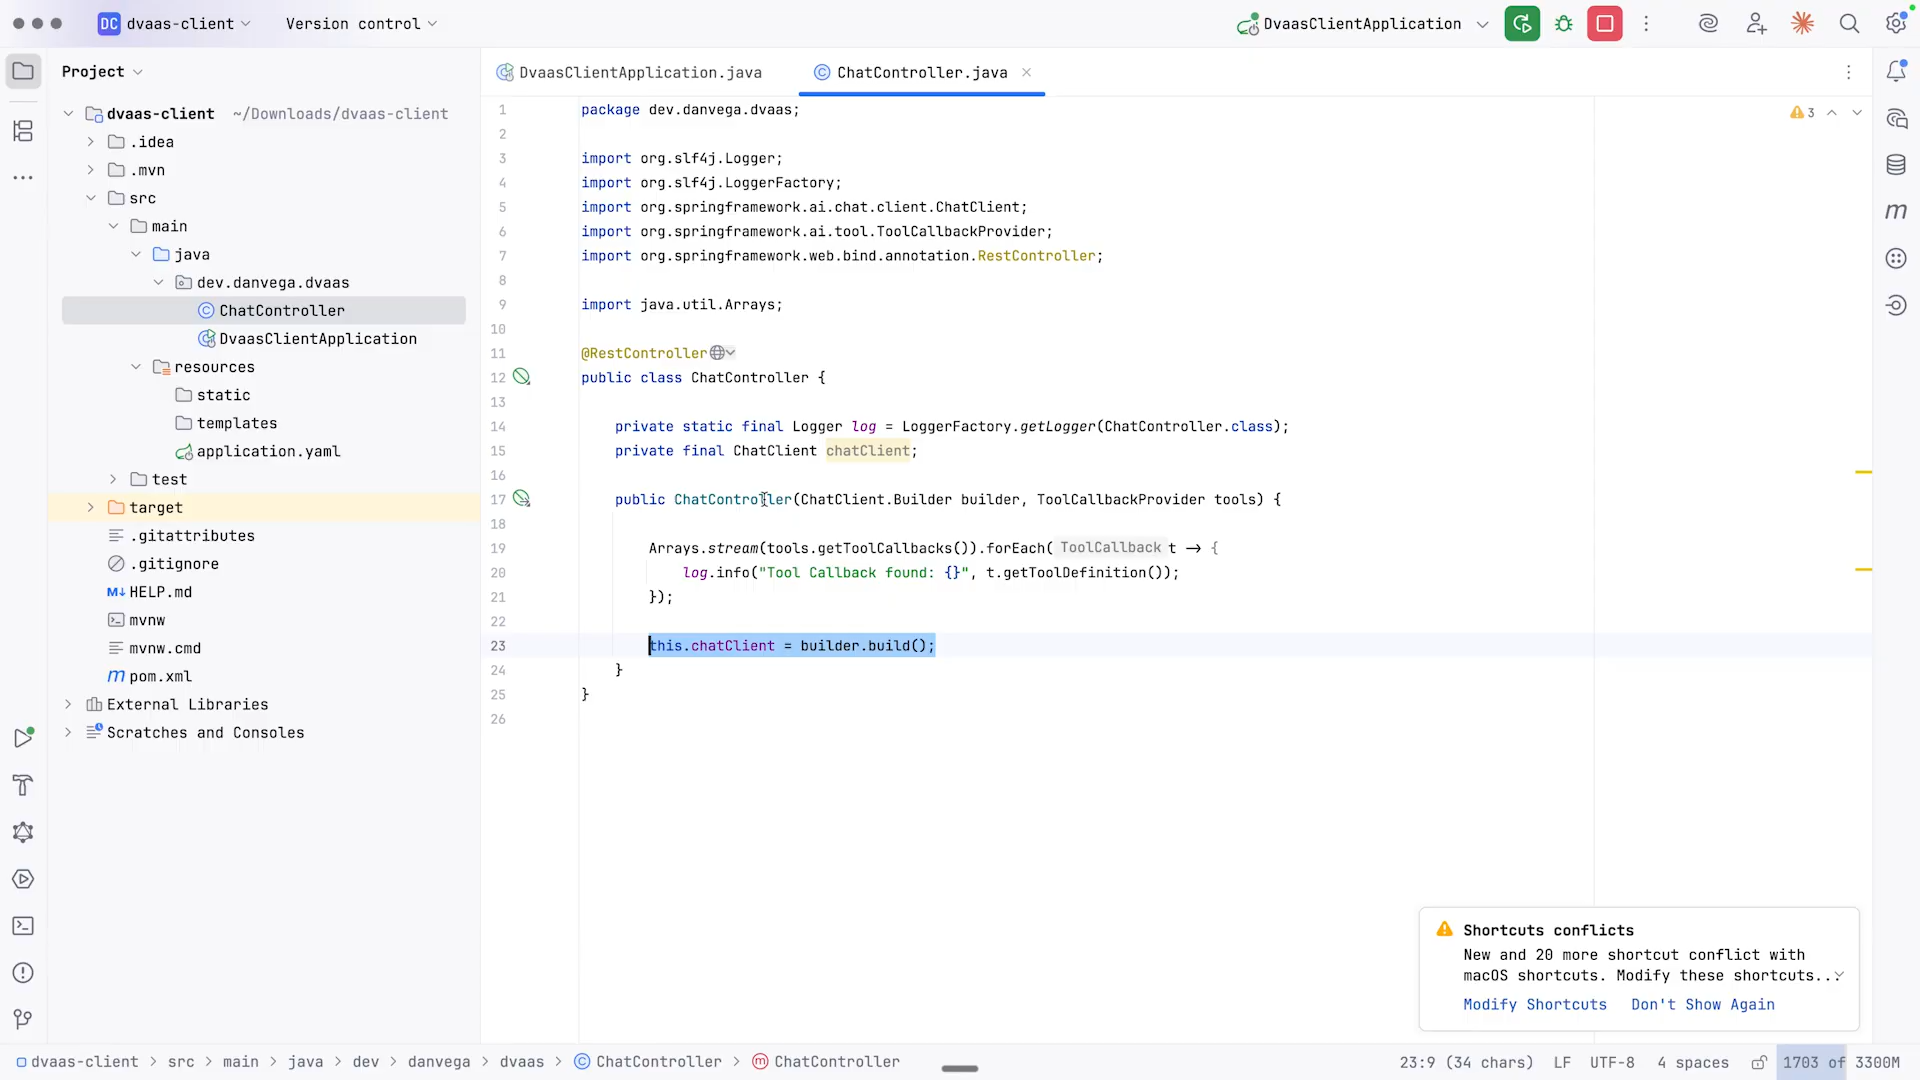 DC dvaas-client
Version control
DvaasClientApplication
Project
dvaas-client ~/Downloads/dvaas-client
.idea
.mvn
src
main
java
dev.danvega.dvaas
ChatController
DvaasClientApplication
resources
static
templates
application.yaml
test
target
.gitattributes
.gitignore
M↓ HELP.md
mvnw
mvnw.cmd
m pom.xml
External Libraries
Scratches and Consoles
DvaasClientApplication.java
ChatController.java
3
1 package dev.danvega.dvaas;
2
3 import org.slf4j.Logger;
4 import org.slf4j.LoggerFactory;
5 import org.springframework.ai.chat.client.ChatClient;
6 import org.springframework.ai.tool.ToolCallbackProvider;
7 import org.springframework.web.bind.annotation.RestController;
8
9 import java.util.Arrays;
10
11 @RestController
12 public class ChatController {
13
14 private static final Logger log = LoggerFactory.getLogger(ChatController.class);
15 private final ChatClient chatClient;
16
17 public ChatController(ChatClient.Builder builder, ToolCallbackProvider tools) {
18
19 Arrays.stream(tools.getToolCallbacks()).forEach( ToolCallback t → {
20 log.info("Tool Callback found: {}", t.getToolDefinition());
21 });
22
23 this.chatClient = builder.build();
24 }
25 }
26
m
Shortcuts conflicts
New and 20 more shortcut conflict with
macOS shortcuts. Modify these shortcuts...
Modify Shortcuts Don't Show Again
dvaas-client > src > main > java > dev > danvega > dvaas > ChatController > ChatController
23:9 (34 chars) LF UTF-8 4 spaces 1703 of 3300M